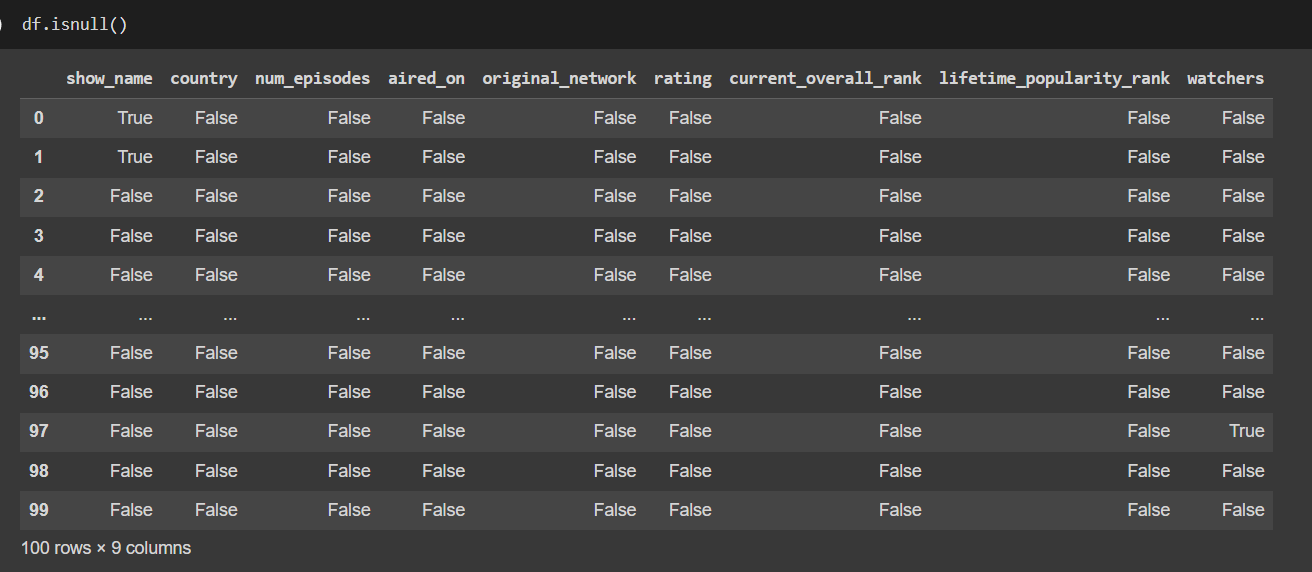 ) df.isnull()
show_name country num_episodes aired_on original_network rating current_overall_rank lifetime_popularity_rank watchers
0 True False False False False False False False False
1 True False False False False False False False False
2 False False False False False False False False False
3 False False False False False False False False False
4 False False False False False False False False False
... ... ... ... ... ... ... ... ... ...
95 False False False False False False False False False
96 False False False False False False False False False
97 False False False False False False False False True
98 False False False False False False False False False
99 False False False False False False False False False
100 rows × 9 columns